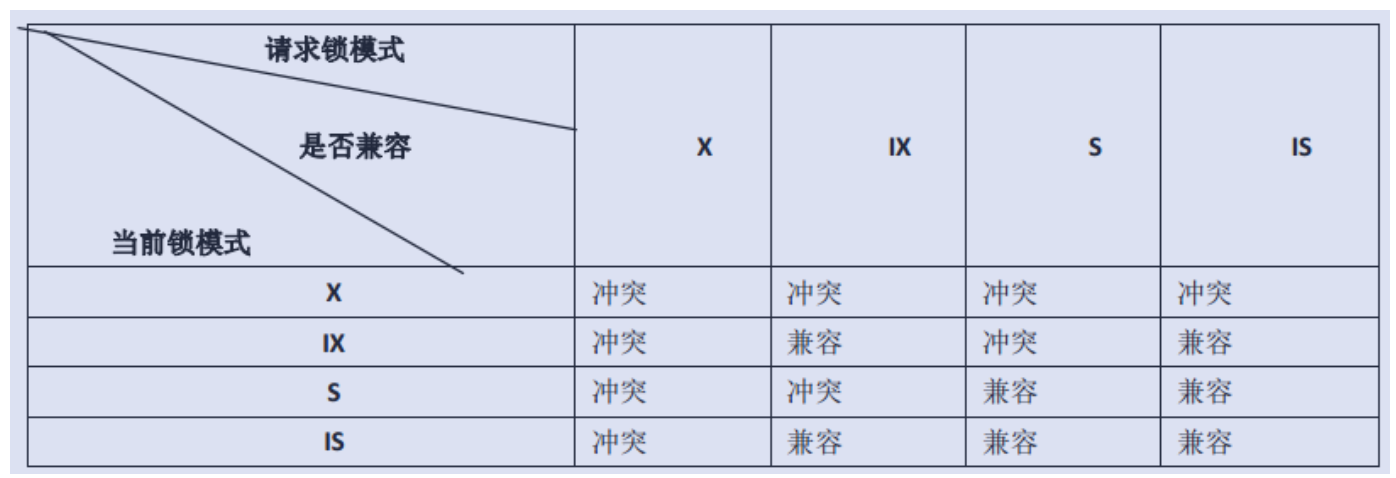 请求锁模式
是否兼容
当前锁模式
X IX S IS
X 冲突 冲突 冲突 冲突
IX 冲突 兼容 冲突 兼容
S 冲突 冲突 兼容 兼容
IS 冲突 兼容 兼容 兼容